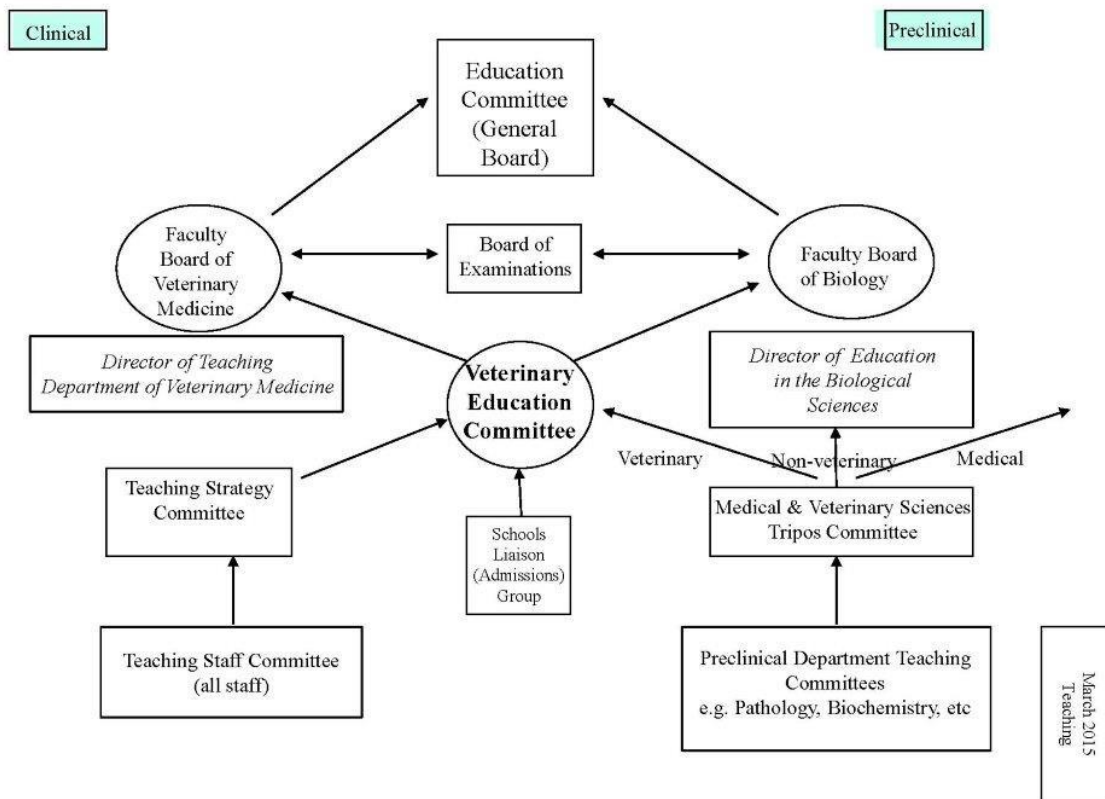 Clinical
Preclinical
Education
Committee
(General
Board)
Faculty
Board of
Veterinary
Medicine
Board of
Examinations
Faculty Board
of Biology
Director of Teaching
Department of Veterinary Medicine
Veterinary
Education
Committee
Director of Education
in the Biological
Sciences
Veterinary
Non-veterinary
Medical
Teaching Strategy
Committee
Schools
Liaison
(Admissions)
Group
Medical & Veterinary Sciences
Tripos Committee
Teaching Staff Committee
(all staff)
Preclinical Department Teaching
Committees
e.g. Pathology, Biochemistry, etc
March 2015
Teaching